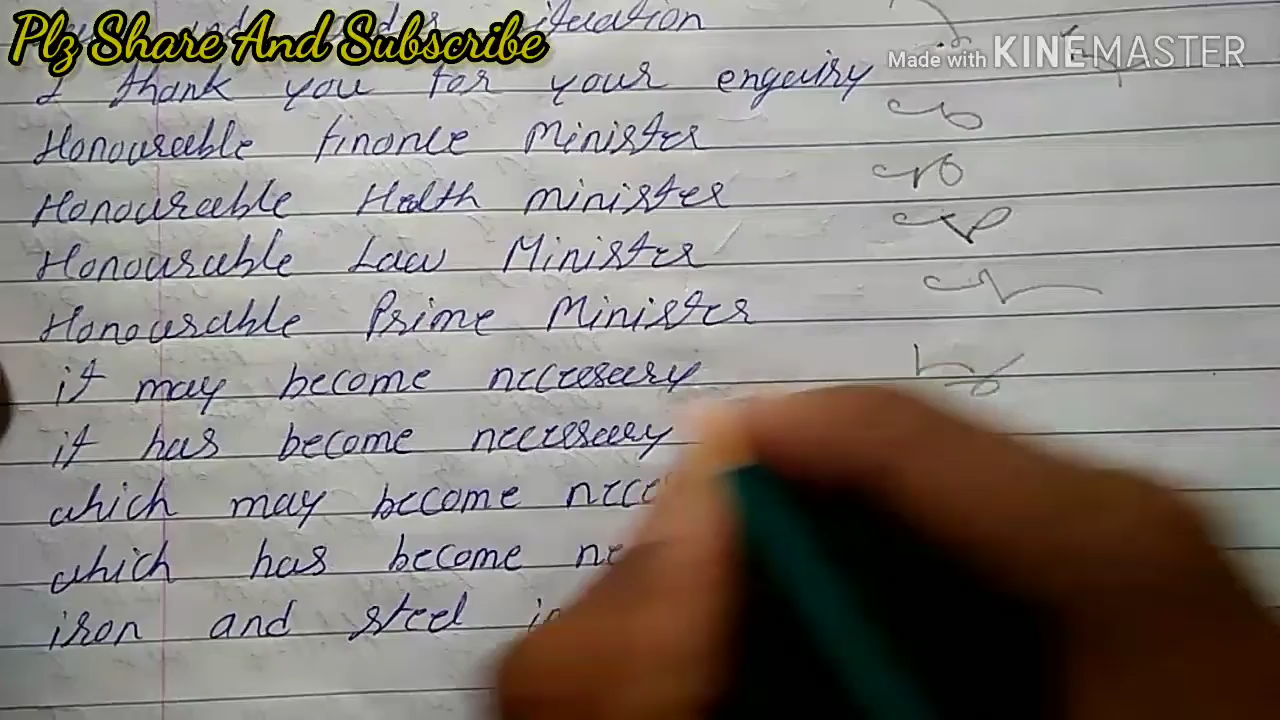 Plz Share And Subscribe
Made with KINEMASTER
situation
I thank you for your enquiry
Honourable finance Minister
Honourable Health minister
Honourable Law Minister
Honourable Prime Minister
it may become necessary
it has become necessary
which may become
which has become
iron and steel